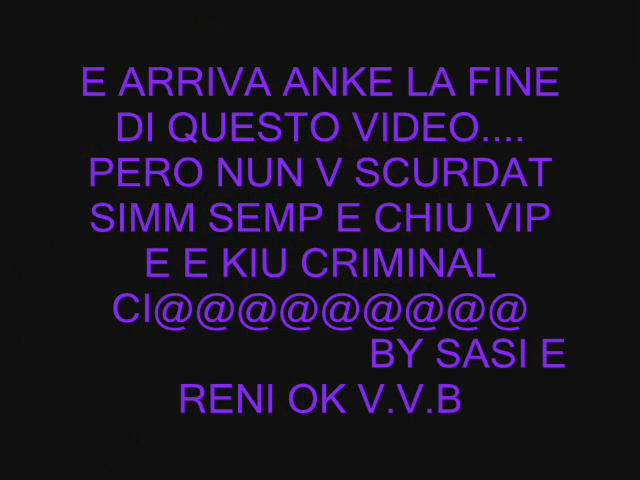 E ARRIVA ANKE LA FINE
DI QUESTO VIDEO....
PERO NUN V SCURDAT
SIMM SEMP E CHIU VIP
E E KIU CRIMINAL
CI@@@@@@@@@
BY SASI E
RENI OK V.V.B